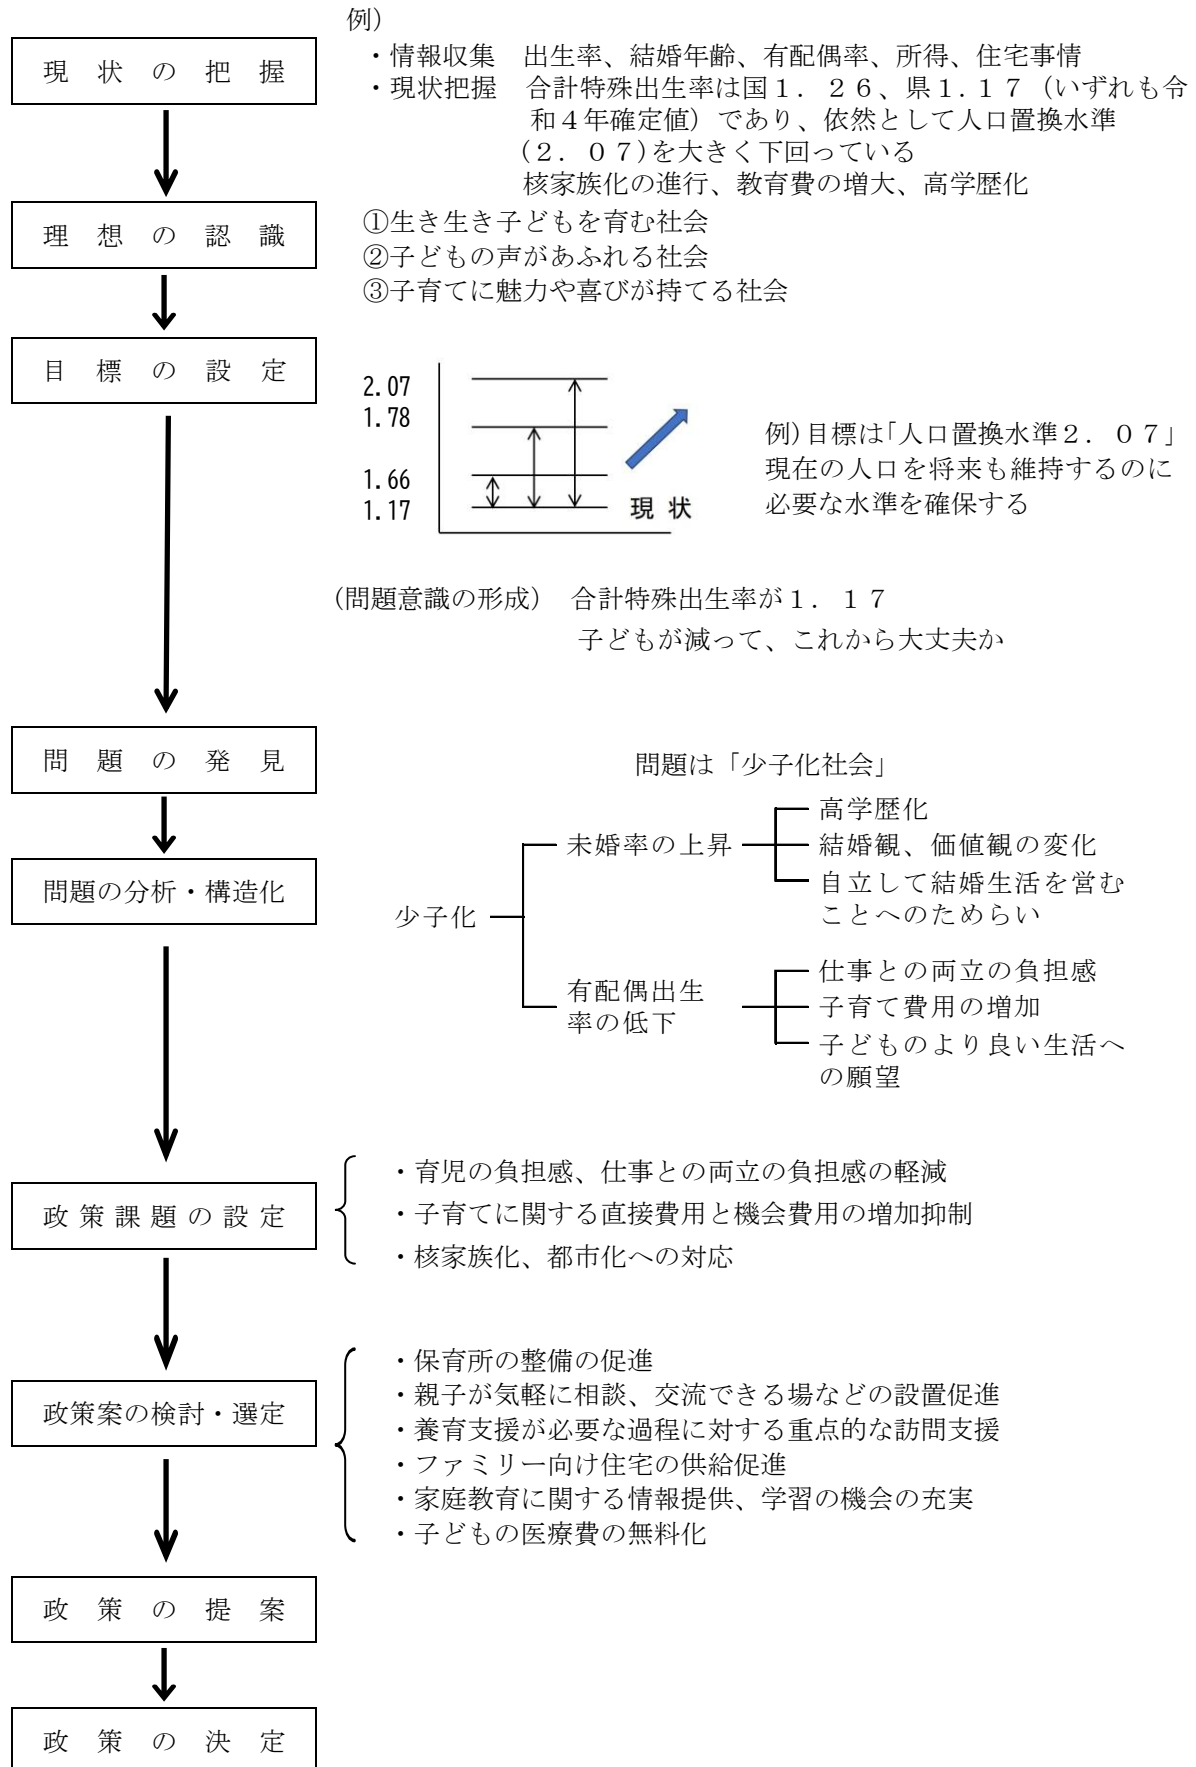 例）
現状の把握
・情報収集　出生率、結婚年齢、有配偶率、所得、住宅事情
・現状把握　合計特殊出生率は国１．２６、県１.１７（いずれも令
和４年確定値）であり、依然として人口置換水準
(２．０７)を大きく下回っている
核家族化の進行、教育費の増大、高学歴化
理想の認識
①生き生き子どもを育む社会
②子どもの声があふれる社会
③子育てに魅力や喜びが持てる社会
目標の設定
2.07
1.78
1.66
1.17
現状
例）目標は「人口置換水準２．０７」
現在の人口を将来も維持するのに
必要な水準を確保する
（問題意識の形成）　合計特殊出生率が１．１７
子どもが減って、これから大丈夫か
問題の発見
問題は「少子化社会」
問題の分析・構造化
少子化
未婚率の上昇
高学歴化
結婚観、価値観の変化
自立して結婚生活を営む
ことへのためらい
有配偶出生
率の低下
仕事との両立の負担感
子育て費用の増加
子どものより良い生活へ
の願望
政策課題の設定
・育児の負担感、仕事との両立の負担感の軽減
・子育てに関する直接費用と機会費用の増加抑制
・核家族化、都市化への対応
政策案の検討・選定
・保育所の整備の促進
・親子が気軽に相談、交流できる場などの設置促進
・養育支援が必要な過程に対する重点的な訪問支援
・ファミリー向け住宅の供給促進
・家庭教育に関する情報提供、学習の機会の充実
・子どもの医療費の無料化
政策の提案
政策の決定